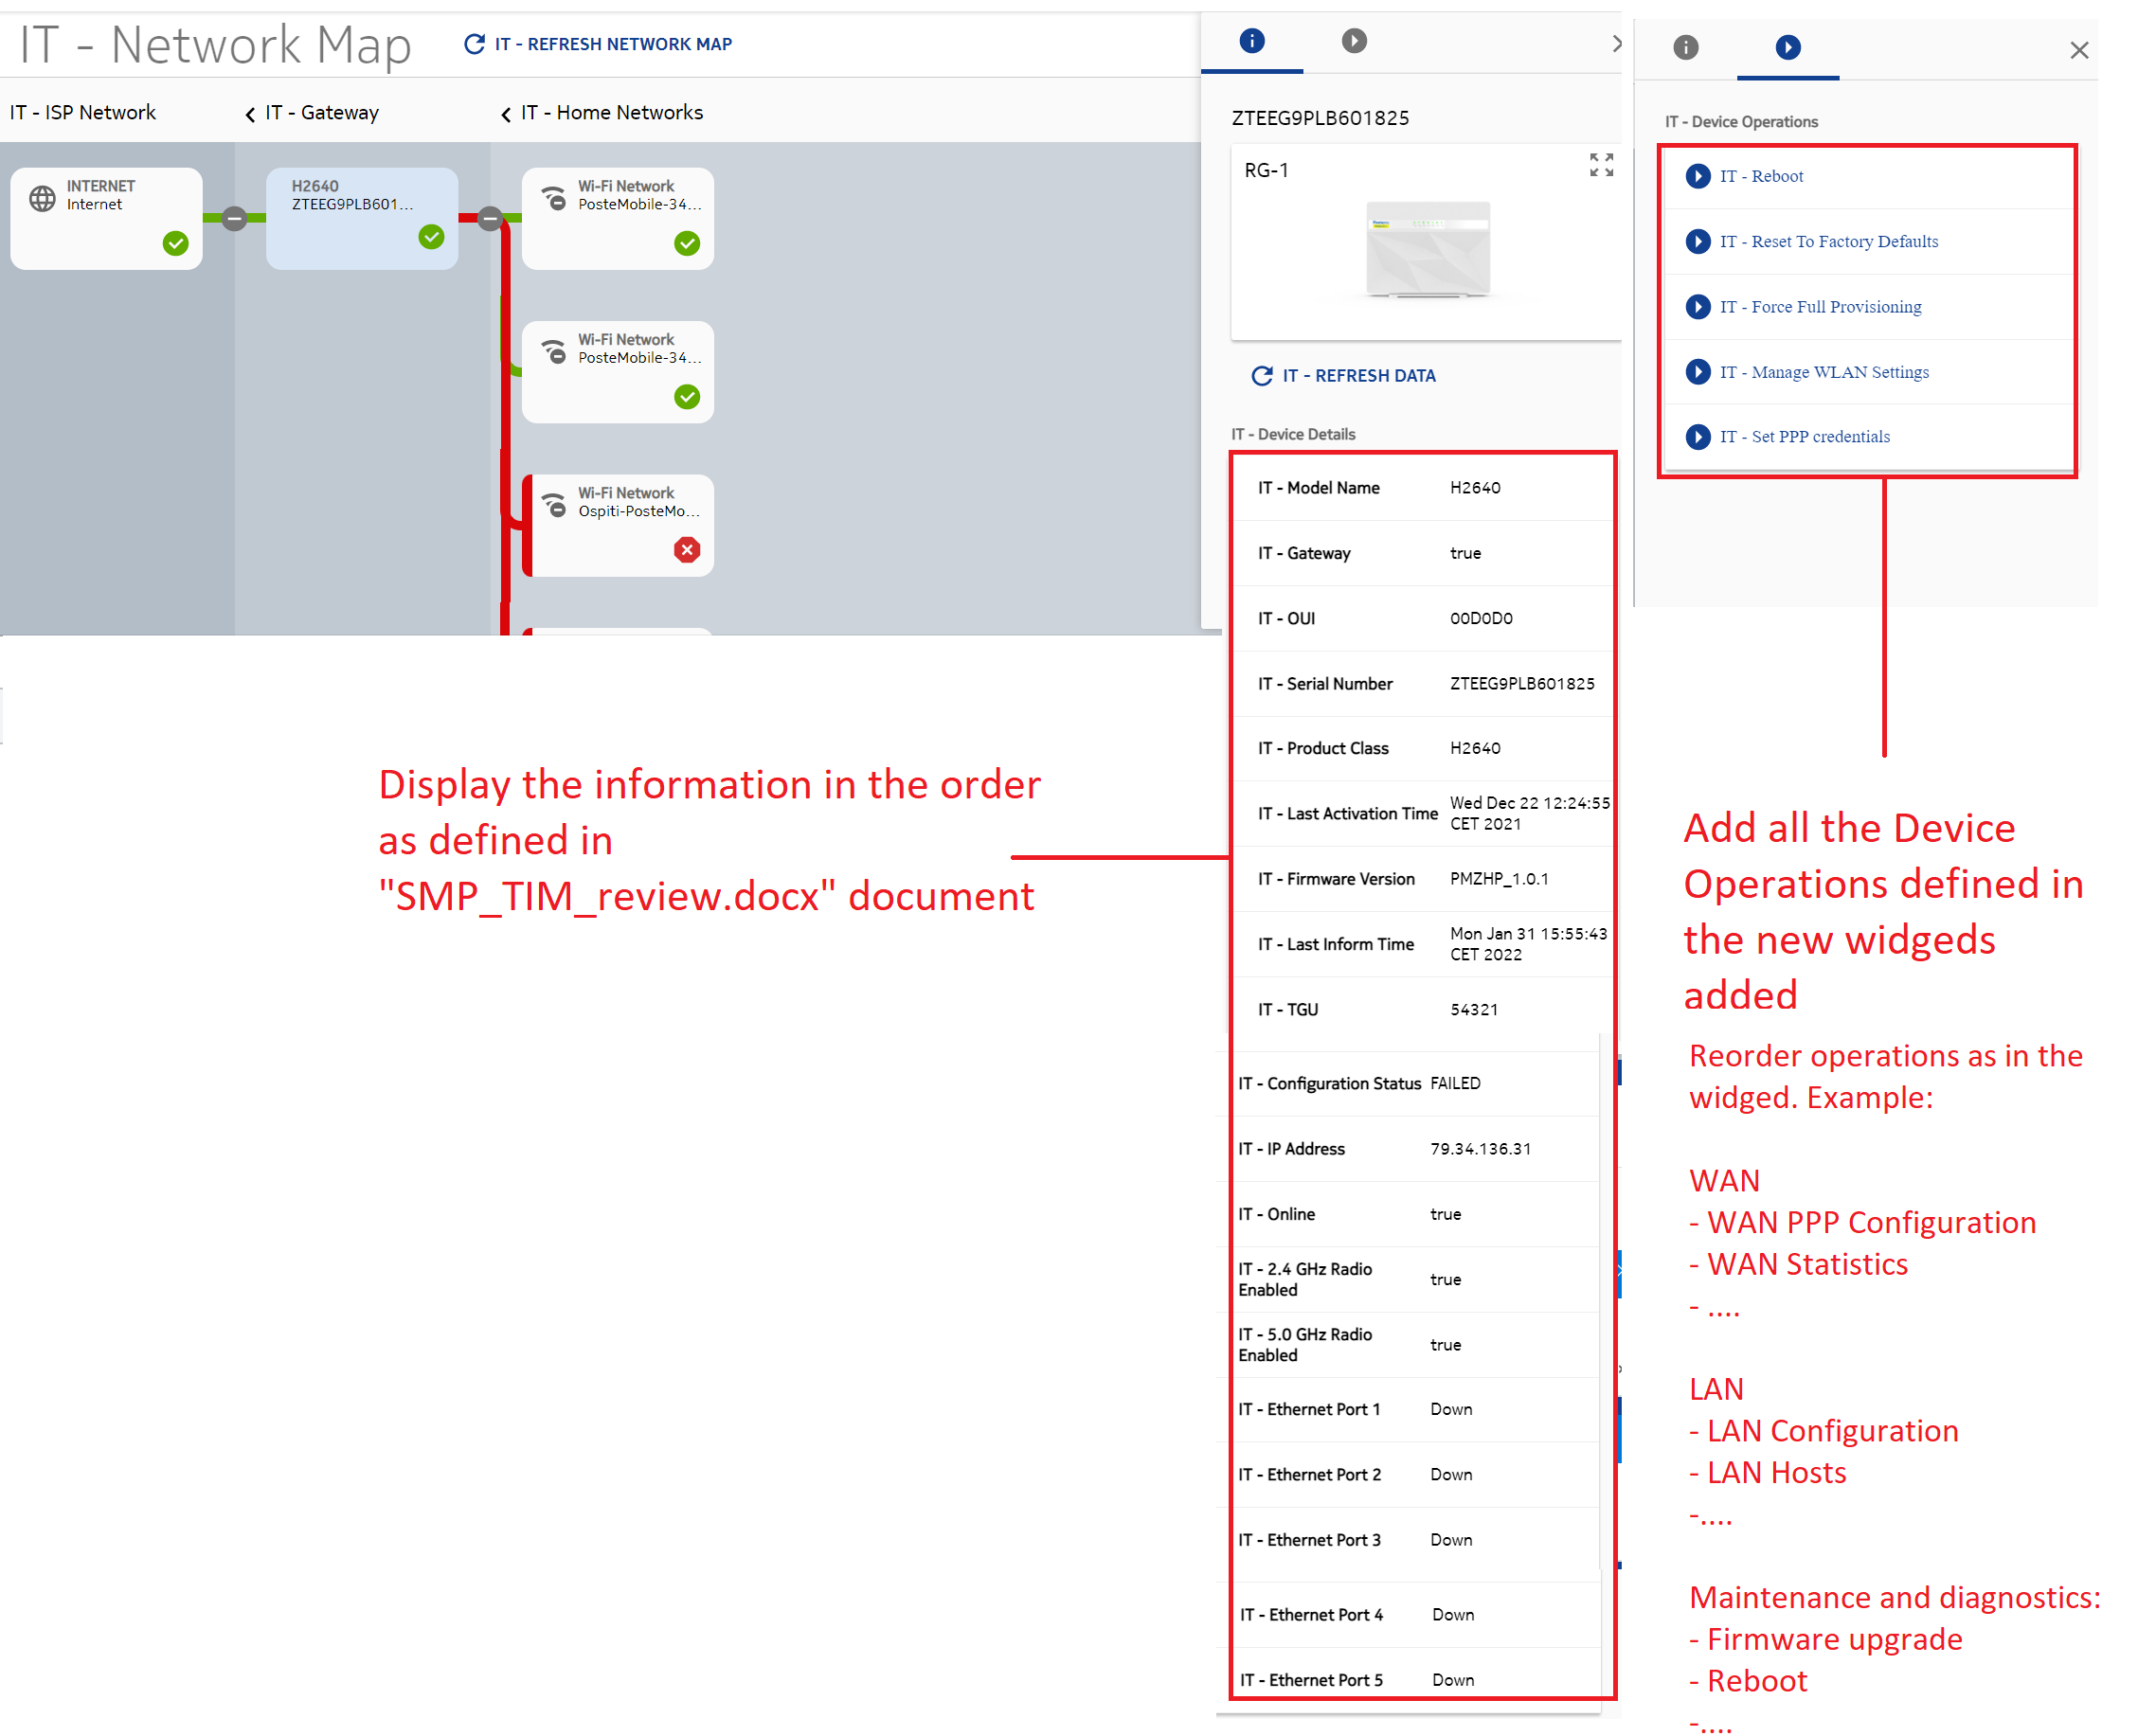 IT - Network Map
IT - REFRESH NETWORK MAP
IT - ISP Network
IT - Gateway
IT - Home Networks
INTERNET
Internet
H2640
ZTEEG9PLB601...
Wi-Fi Network
PosteMobile-34...
Wi-Fi Network
PosteMobile-34...
Wi-Fi Network
Ospiti-PosteMo...
ZTEEG9PLB601825
RG-1
IT - REFRESH DATA
IT - Device Details
IT - Model Name H2640
IT - Gateway true
IT - OUI 00D0D0
IT - Serial Number ZTEEG9PLB601825
IT - Product Class H2640
IT - Last Activation Time Wed Dec 22 12:24:55
CET 2021
IT - Firmware Version PMZHP_1.0.1
IT - Last Inform Time Mon Jan 31 15:55:43
CET 2022
IT - TGU 54321
IT - Configuration Status FAILED
IT - IP Address 79.34.136.31
IT - Online true
IT - 2.4 GHz Radio
Enabled true
IT - 5.0 GHz Radio
Enabled true
IT - Ethernet Port 1 Down
IT - Ethernet Port 2 Down
IT - Ethernet Port 3 Down
IT - Ethernet Port 4 Down
IT - Ethernet Port 5 Down
IT - Device Operations
IT - Reboot
IT - Reset To Factory Defaults
IT - Force Full Provisioning
IT - Manage WLAN Settings
IT - Set PPP credentials
Display the information in the order
as defined in
"SMP_TIM_review.docx" document
Add all the Device
Operations defined in
the new widgeds
added
Reorder operations as in the
widged. Example:
WAN
- WAN PPP Configuration
- WAN Statistics
- ....
LAN
- LAN Configuration
- LAN Hosts
-....
Maintenance and diagnostics:
- Firmware upgrade
- Reboot
-....